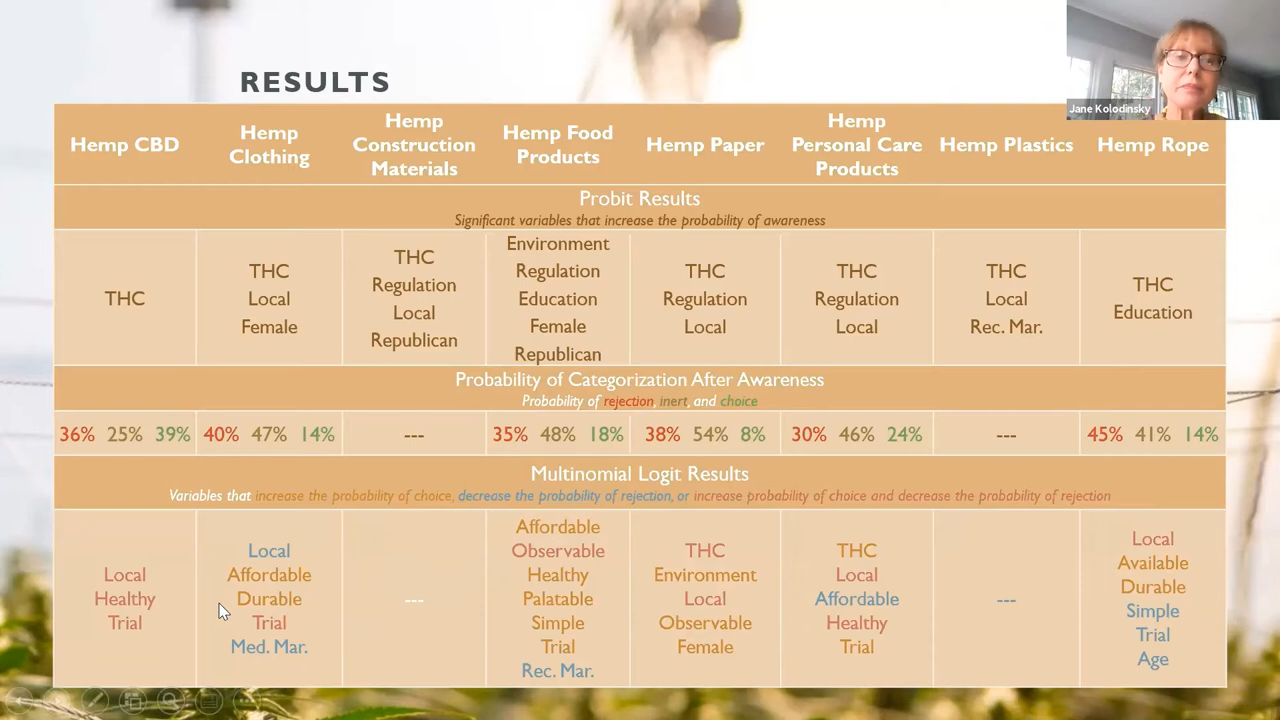 RESULTS
Jane Kolodinsky
Hemp CBD
Hemp
Clothing
Hemp
Construction
Materials
Hemp Food
Products
Hemp Paper
Hemp
Personal Care
Products
Hemp Plastics
Hemp Rope
Probit Results
Significant variables that increase the probability of awareness
THC
THC
Local
Female
THC
Regulation
Local
Republican
Environment
Regulation
Education
Female
Republican
THC
Regulation
Local
THC
Regulation
Local
THC
Local
Rec. Mar.
THC
Education
Probability of Categorization After Awareness
Probability of rejection, inert, and choice
36% 25% 39%
40% 47% 14%
---
35% 48% 18%
38% 54% 8%
30% 46% 24%
---
45% 41% 14%
Multinomial Logit Results
Variables that increase the probability of choice, decrease the probability of rejection, or increase probability of choice and decrease the probability of rejection
Local
Healthy
Trial
Local
Affordable
Durable
Trial
Med. Mar.
---
Affordable
Observable
Healthy
Palatable
Simple
Trial
Rec. Mar.
THC
Environment
Local
Observable
Female
THC
Local
Affordable
Healthy
Trial
---
Local
Available
Durable
Simple
Trial
Age